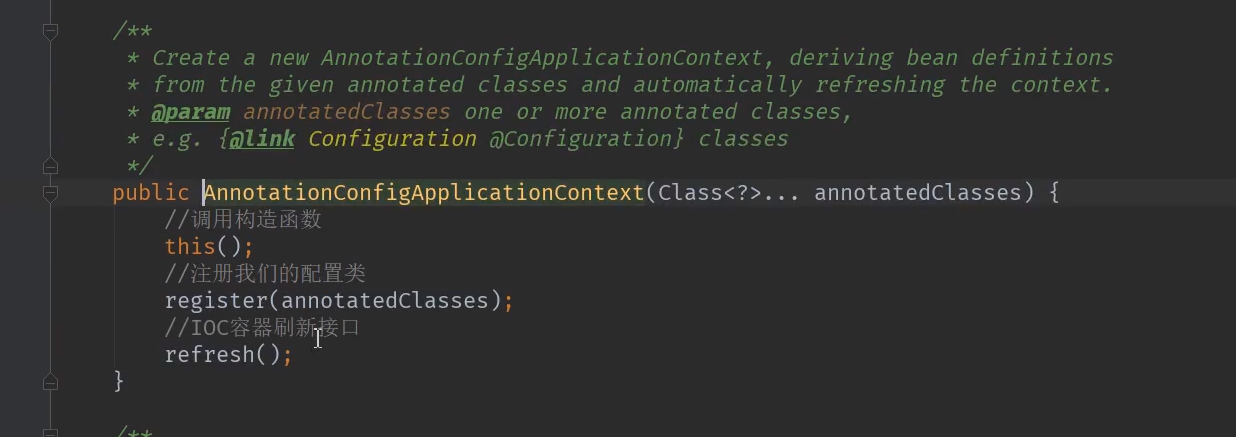 /**
* Create a new AnnotationConfigApplicationContext, deriving bean definitions
* from the given annotated classes and automatically refreshing the context.
* @param annotatedClasses one or more annotated classes,
* e.g. {@link Configuration @Configuration} classes
*/
public AnnotationConfigApplicationContext(Class<?>... annotatedClasses) {
//调用构造函数
this();
//注册我们的配置类
register(annotatedClasses);
//IOC容器刷新接口
refresh();
}
/**